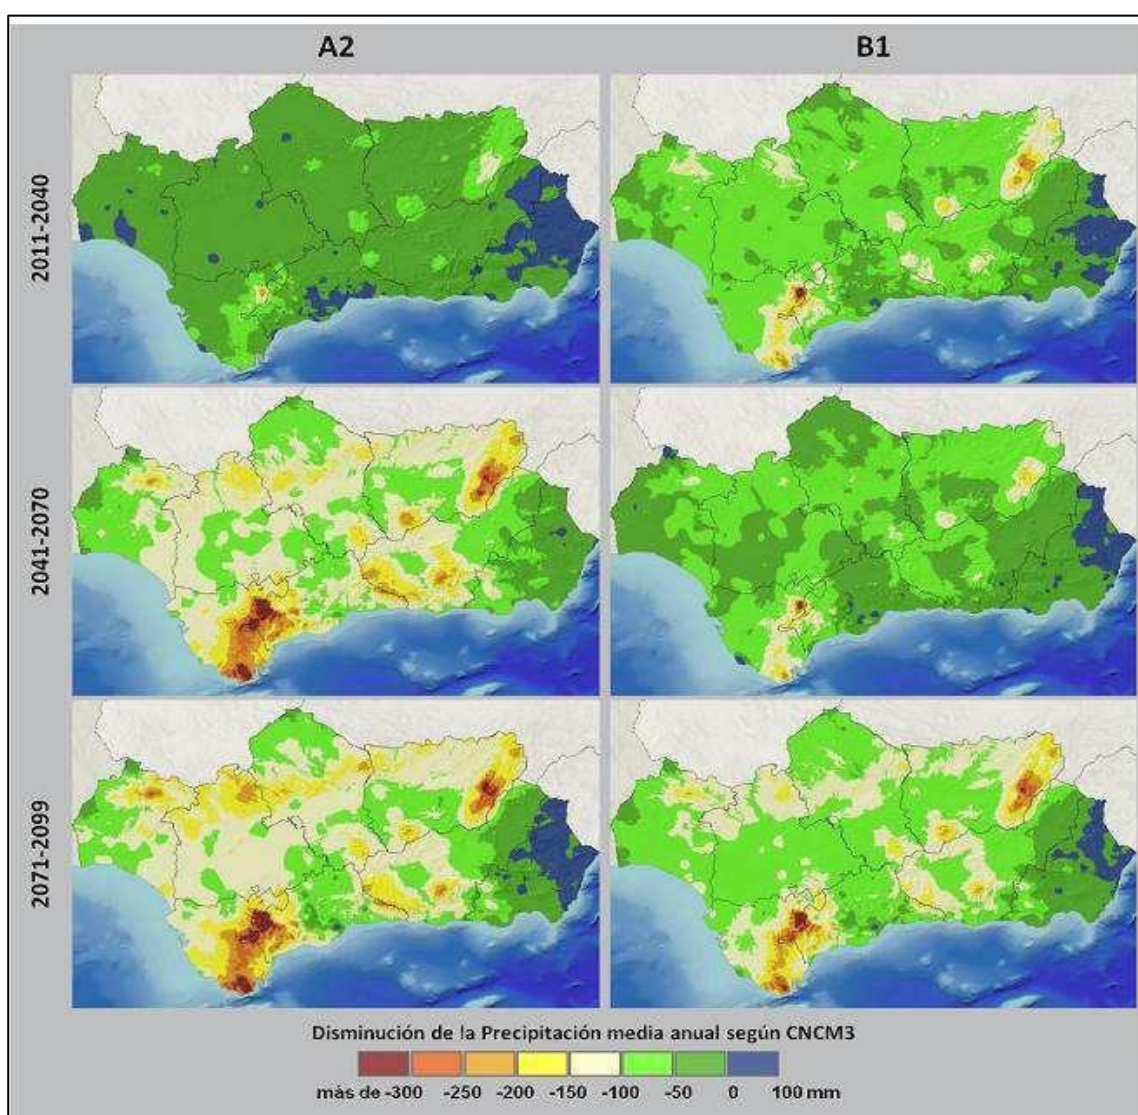 A2 B1
2011-2040
2041-2070
2071-2099
Disminución de la Precipitación media anual según CNCM3
más de -300 -250 -200 -150 -100 -50 0 100 mm